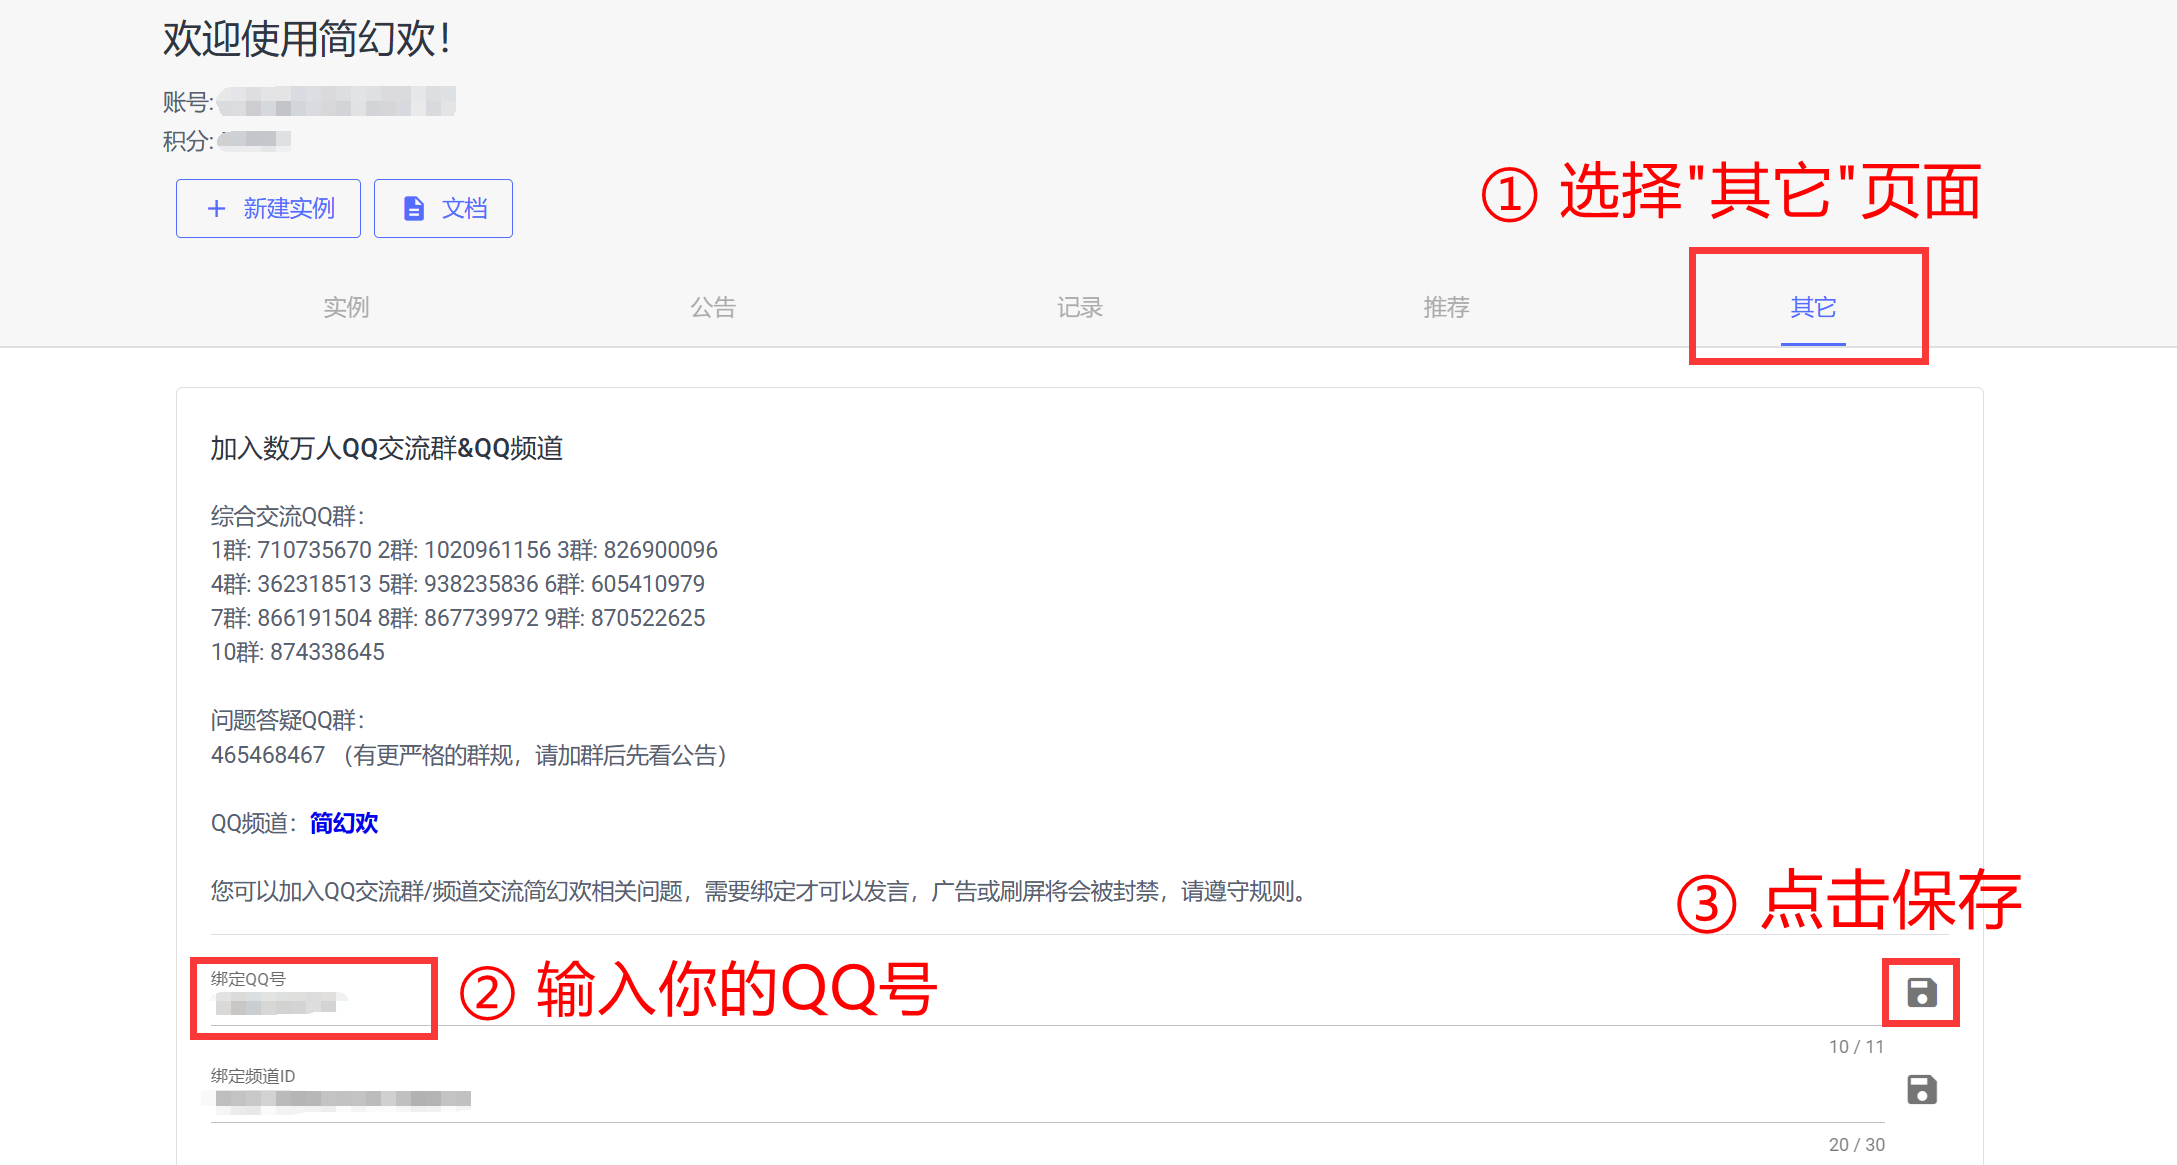 欢迎使用简幻欢!
账号:
积分:
+ 新建实例 文档
① 选择"其它"页面
实例 公告 记录 推荐 其它
加入数万人QQ交流群&QQ频道
综合交流QQ群:
1群: 710735670 2群: 1020961156 3群: 826900096
4群: 362318513 5群: 938235836 6群: 605410979
7群: 866191504 8群: 867739972 9群: 870522625
10群: 874338645
问题答疑QQ群:
465468467 （有更严格的群规，请加群后先看公告）
QQ频道：简幻欢
您可以加入QQ交流群/频道交流简幻欢相关问题，需要绑定才可以发言，广告或刷屏将会被封禁，请遵守规则。
③ 点击保存
绑定QQ号
② 输入你的QQ号
10 / 11
绑定频道ID
20 / 30